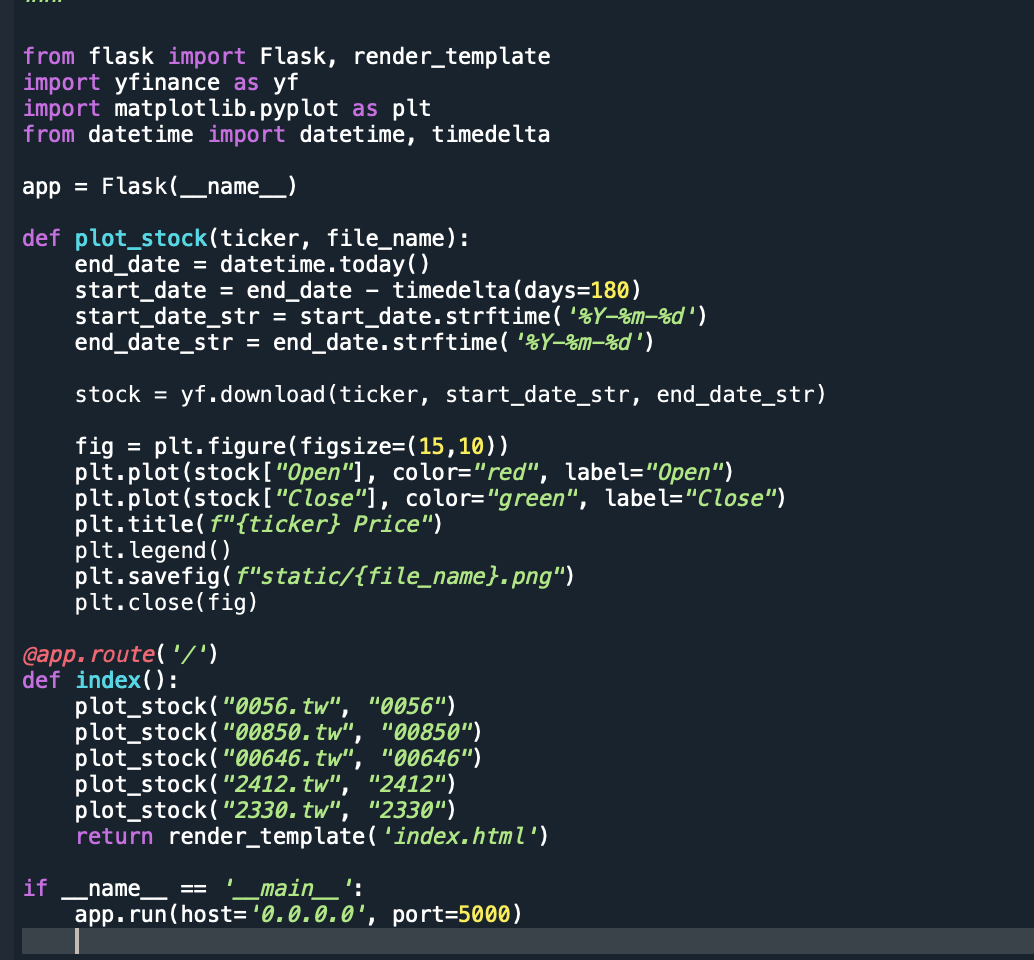 """
from flask import Flask, render_template
import yfinance as yf
import matplotlib.pyplot as plt
from datetime import datetime, timedelta

app = Flask(__name__)

def plot_stock(ticker, file_name):
    end_date = datetime.today()
    start_date = end_date - timedelta(days=180)
    start_date_str = start_date.strftime('%Y-%m-%d')
    end_date_str = end_date.strftime('%Y-%m-%d')

    stock = yf.download(ticker, start_date_str, end_date_str)

    fig = plt.figure(figsize=(15,10))
    plt.plot(stock["Open"], color="red", label="Open")
    plt.plot(stock["Close"], color="green", label="Close")
    plt.title(f"{ticker} Price")
    plt.legend()
    plt.savefig(f"static/{file_name}.png")
    plt.close(fig)

@app.route('/')
def index():
    plot_stock("0056.tw", "0056")
    plot_stock("00850.tw", "00850")
    plot_stock("00646.tw", "00646")
    plot_stock("2412.tw", "2412")
    plot_stock("2330.tw", "2330")
    return render_template('index.html')

if __name__ == '__main__':
    app.run(host='0.0.0.0', port=5000)